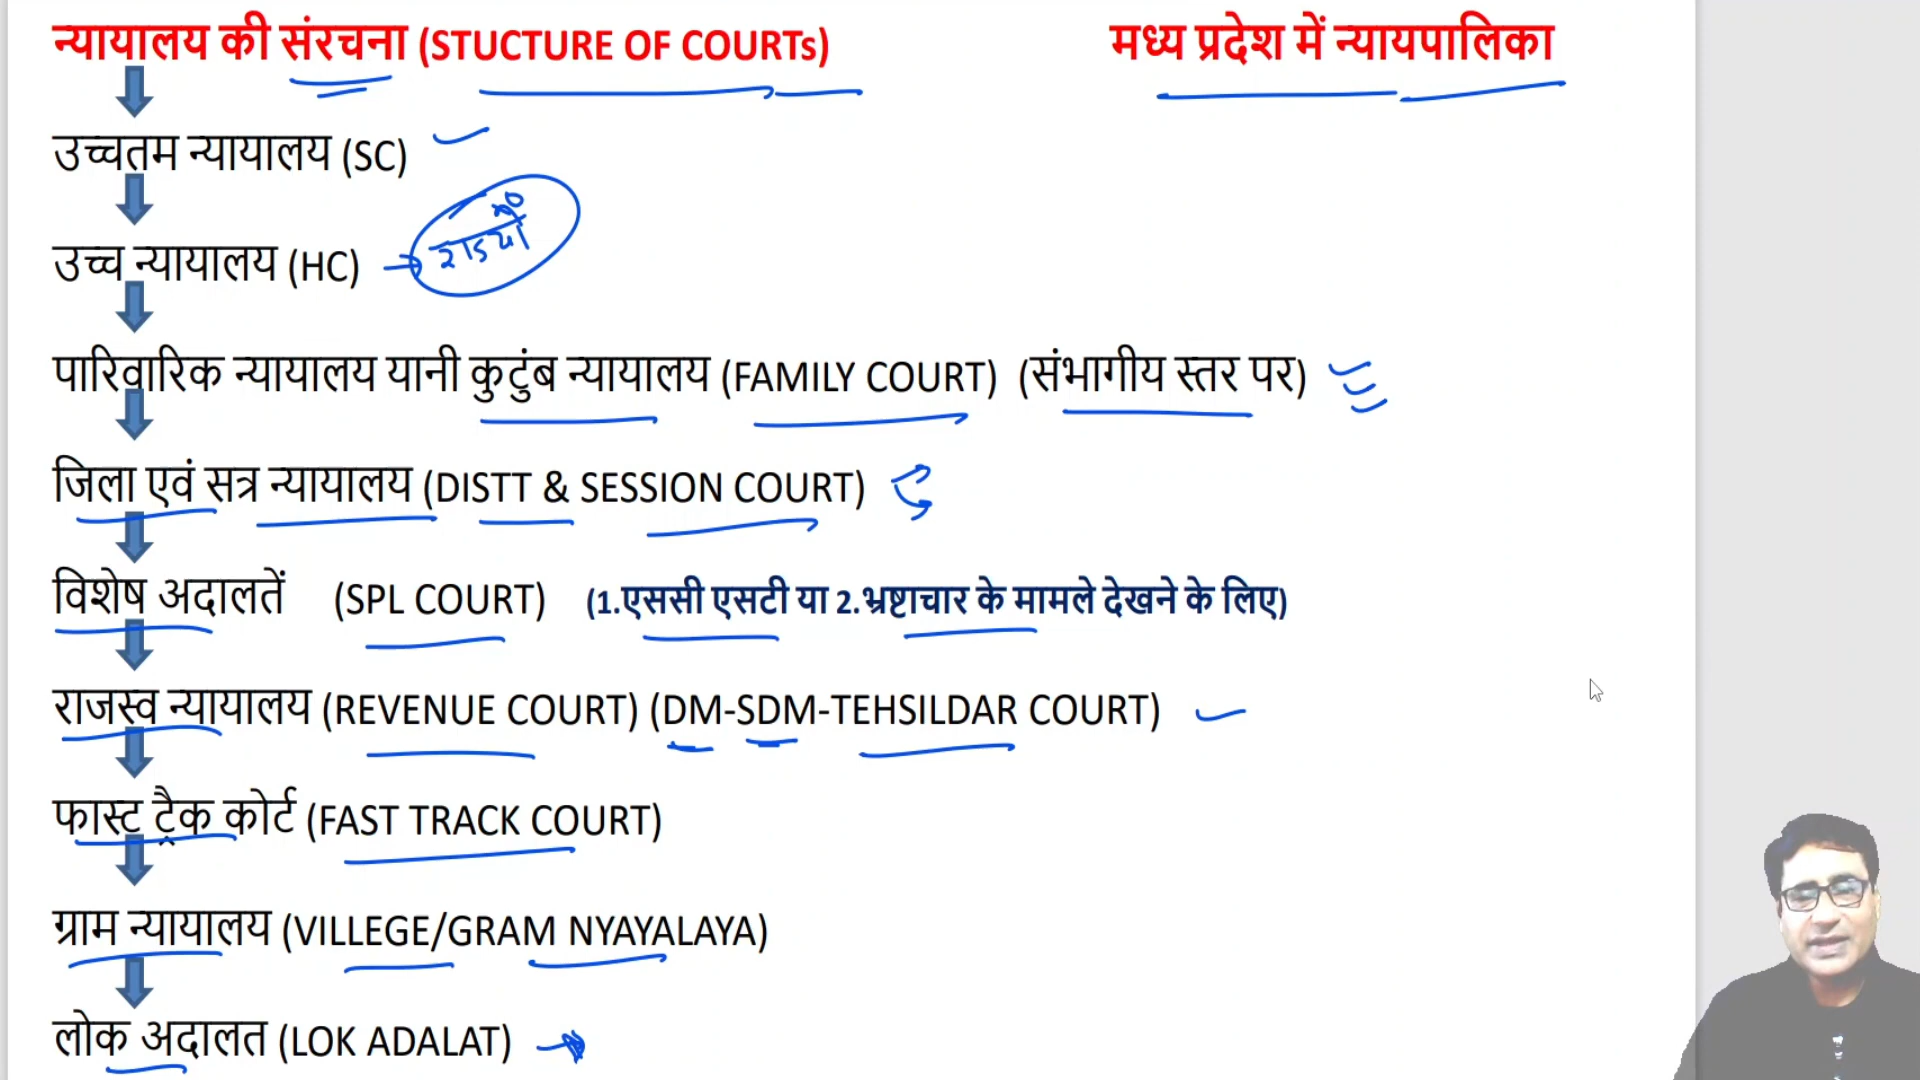 न्यायालय की संरचना (STUCTURE OF COURTs)
मध्य प्रदेश में न्यायपालिका
उच्चतम न्यायालय (SC)
उच्च न्यायालय (HC)
पारिवारिक न्यायालय यानी कुटुंब न्यायालय (FAMILY COURT) (संभागीय स्तर पर)
जिला एवं सत्र न्यायालय (DISTT & SESSION COURT)
विशेष अदालतें (SPL COURT) (1.एससी एसटी या 2.भ्रष्टाचार के मामले देखने के लिए)
राजस्व न्यायालय (REVENUE COURT) (DM-SDM-TEHSILDAR COURT)
फास्ट ट्रैक कोर्ट (FAST TRACK COURT)
ग्राम न्यायालय (VILLEGE/GRAM NYAYALAYA)
लोक अदालत (LOK ADALAT)